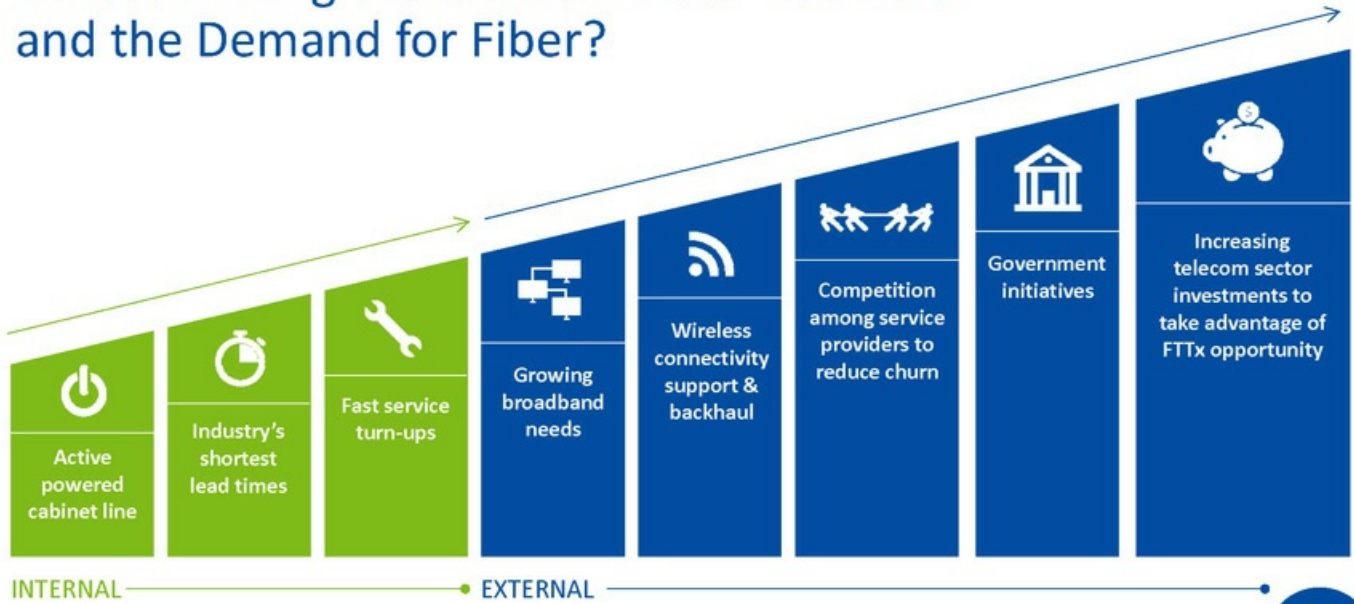 and the Demand for Fiber?
Active
powered
cabinet line
Industry's
shortest
lead times
Fast service
turn-ups
Growing
broadband
needs
Wireless
connectivity
support &
backhaul
Competition
among service
providers to
reduce churn
Government
initiatives
$
Increasing
telecom sector
investments to
take advantage of
FTTx opportunity
INTERNAL
EXTERNAL